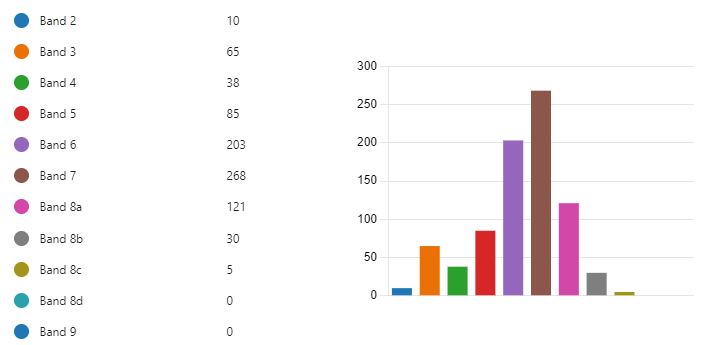 Band 2 10
Band 3 65
Band 4 38
Band 5 85
Band 6 203
Band 7 268
Band 8a 121
Band 8b 30
Band 8c 5
Band 8d 0
Band 9 0
300
250
200
150
100
50
0